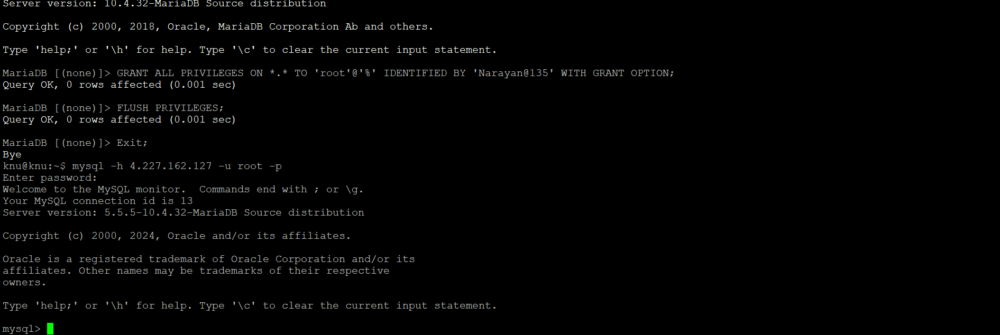 Server version: 10.4.32-MariaDB Source distribution
Copyright (c) 2000, 2018, Oracle, MariaDB Corporation Ab and others.
Type 'help;' or '\h' for help. Type '\c' to clear the current input statement.
MariaDB [(none)]> GRANT ALL PRIVILEGES ON *.* TO 'root'@'%' IDENTIFIED BY 'Narayan@135' WITH GRANT OPTION;
Query OK, 0 rows affected (0.001 sec)
MariaDB [(none)]> FLUSH PRIVILEGES;
Query OK, 0 rows affected (0.001 sec)
MariaDB [(none)]> Exit;
Bye
knu@knu:~$ mysql -h 4.227.162.127 -u root -p
Enter password:
Welcome to the MySQL monitor.  Commands end with ; or \g.
Your MySQL connection id is 13
Server version: 5.5.5-10.4.32-MariaDB Source distribution
Copyright (c) 2000, 2024, Oracle and/or its affiliates.
Oracle is a registered trademark of Oracle Corporation and/or its
affiliates. Other names may be trademarks of their respective
owners.
Type 'help;' or '\h' for help. Type '\c' to clear the current input statement.
mysql>